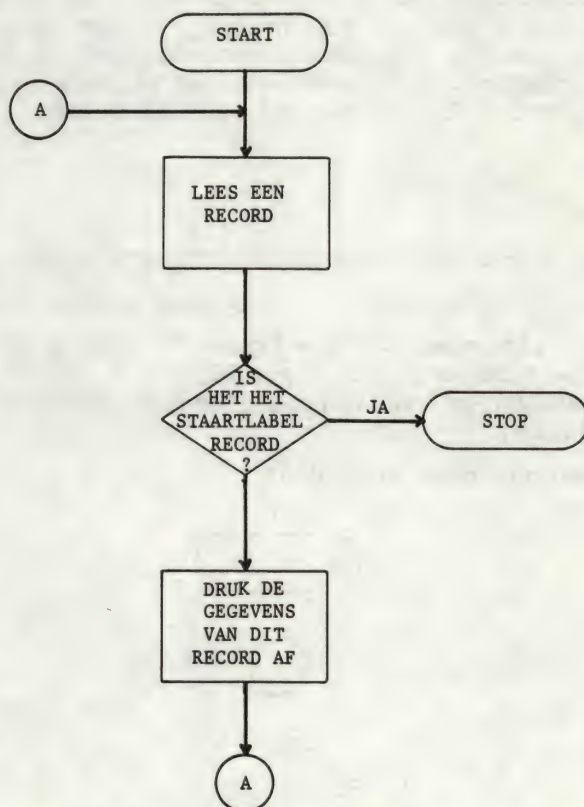 START
A
LEES EEN
RECORD
IS
HET HET
STAARTLABEL
RECORD
?
JA
STOP
DRUK DE
GEGEVENS
VAN DIT
RECORD AF
A